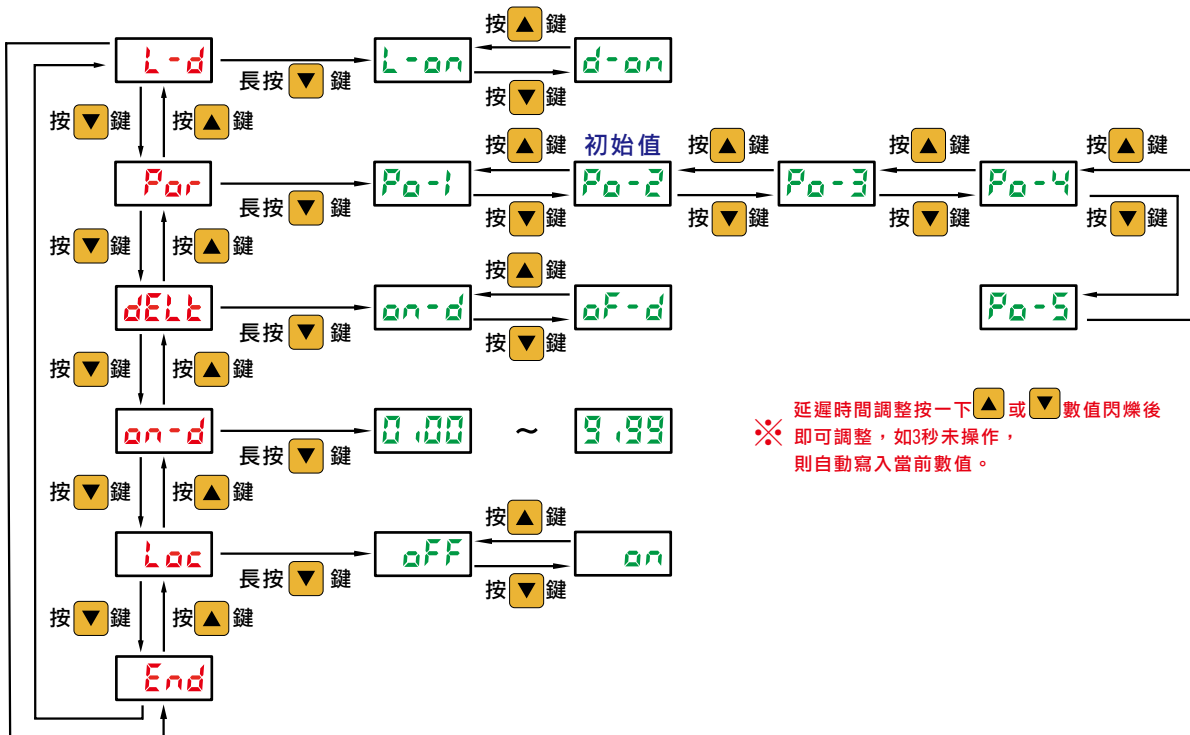 按▲鍵
L-d
L-on
d-on
長按▼鍵
按▼鍵
按▼鍵
按▲鍵
按▲鍵
初始值
按▲鍵
按▲鍵
按▲鍵
Por
Po-1
Po-2
Po-3
Po-4
長按▼鍵
按▼鍵
按▼鍵
按▼鍵
按▼鍵
按▼鍵
按▲鍵
按▲鍵
dELt
on-d
oF-d
Po-5
長按▼鍵
按▼鍵
按▼鍵
按▲鍵
on-d
0.00
~
9.99
長按▼鍵
※
延遲時間調整按一下▲或▼數值閃爍後
即可調整,如3秒未操作,
則自動寫入當前數值。
按▼鍵
按▲鍵
按▲鍵
Loc
oFF
on
長按▼鍵
按▼鍵
按▼鍵
按▲鍵
End